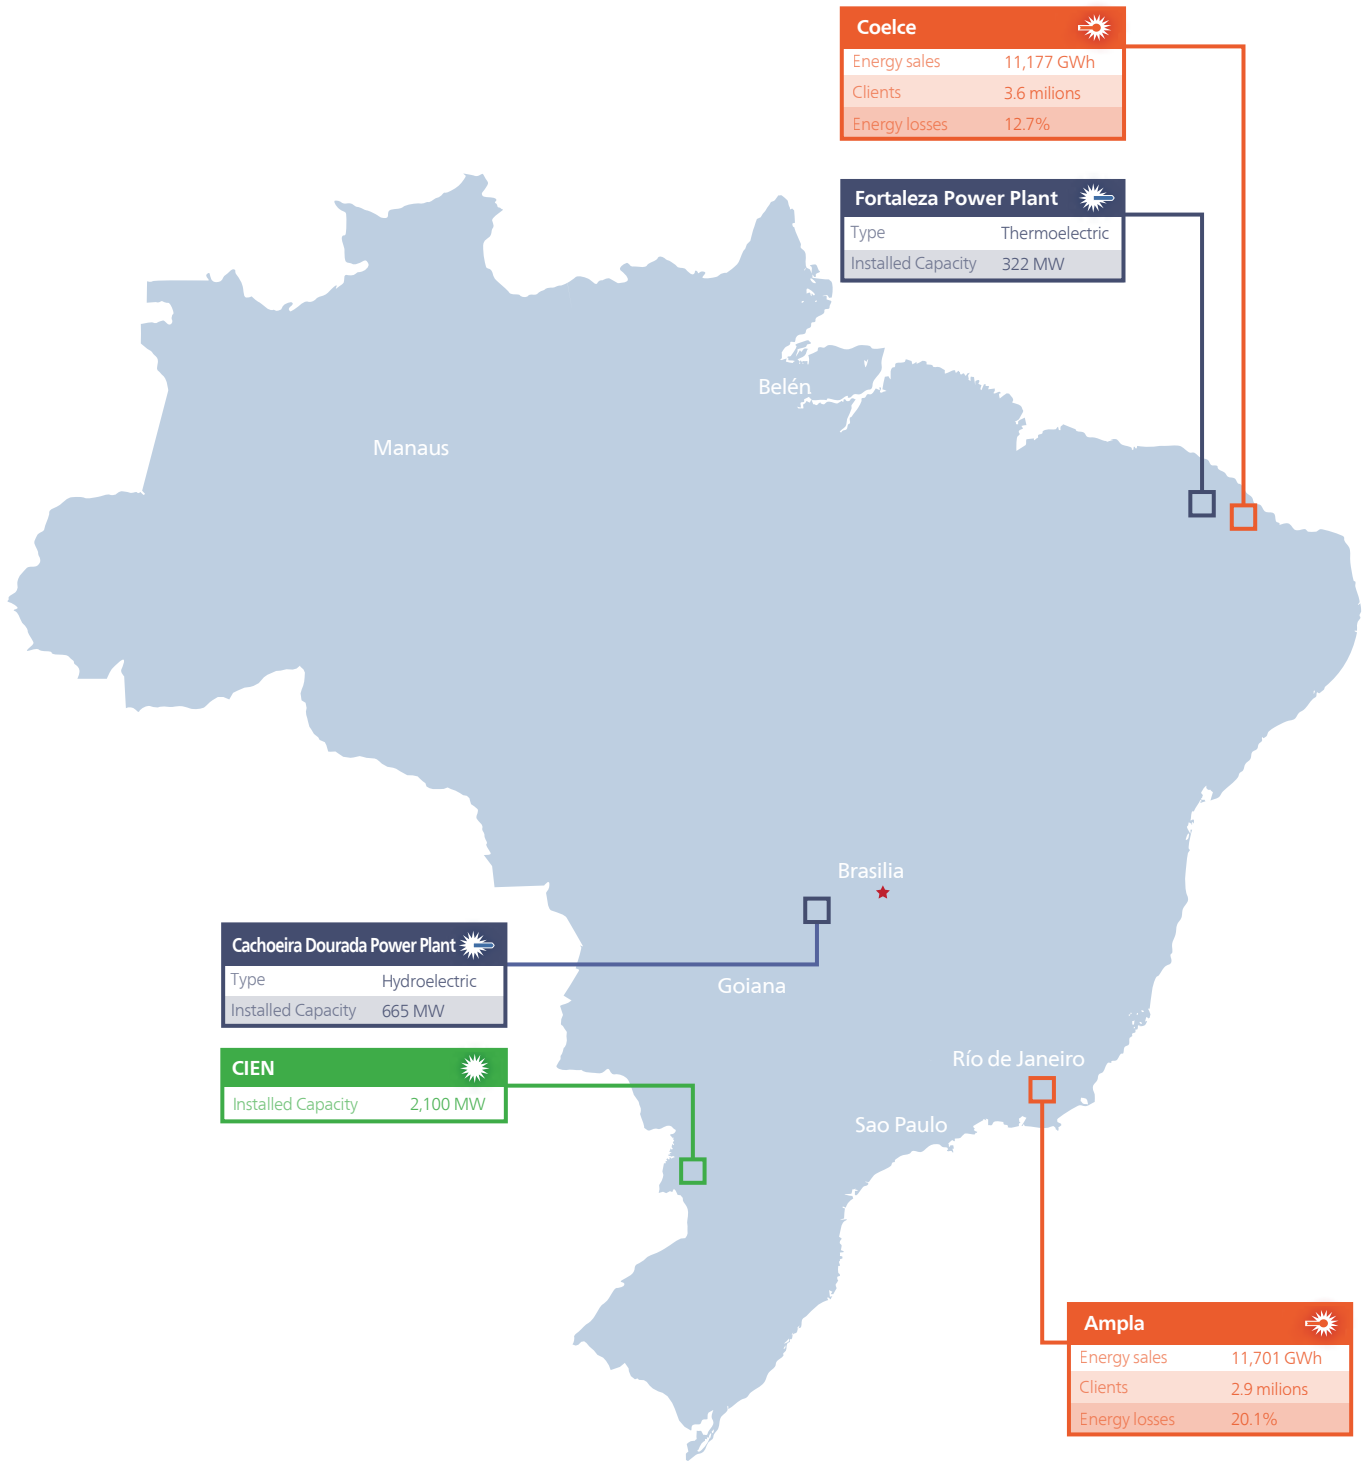 Coelce
Energy sales 11,177 GWh
Clients 3.6 milions
Energy losses 12.7%
Fortaleza Power Plant
Type Thermoelectric
Installed Capacity 322 MW
Belén
Manaus
Brasilia
Cachoeira Dourada Power Plant
Type Hydroelectric
Installed Capacity 665 MW
Goiana
CIEN
Installed Capacity 2,100 MW
Río de Janeiro
Sao Paulo
Ampla
Energy sales 11,701 GWh
Clients 2.9 milions
Energy losses 20.1%